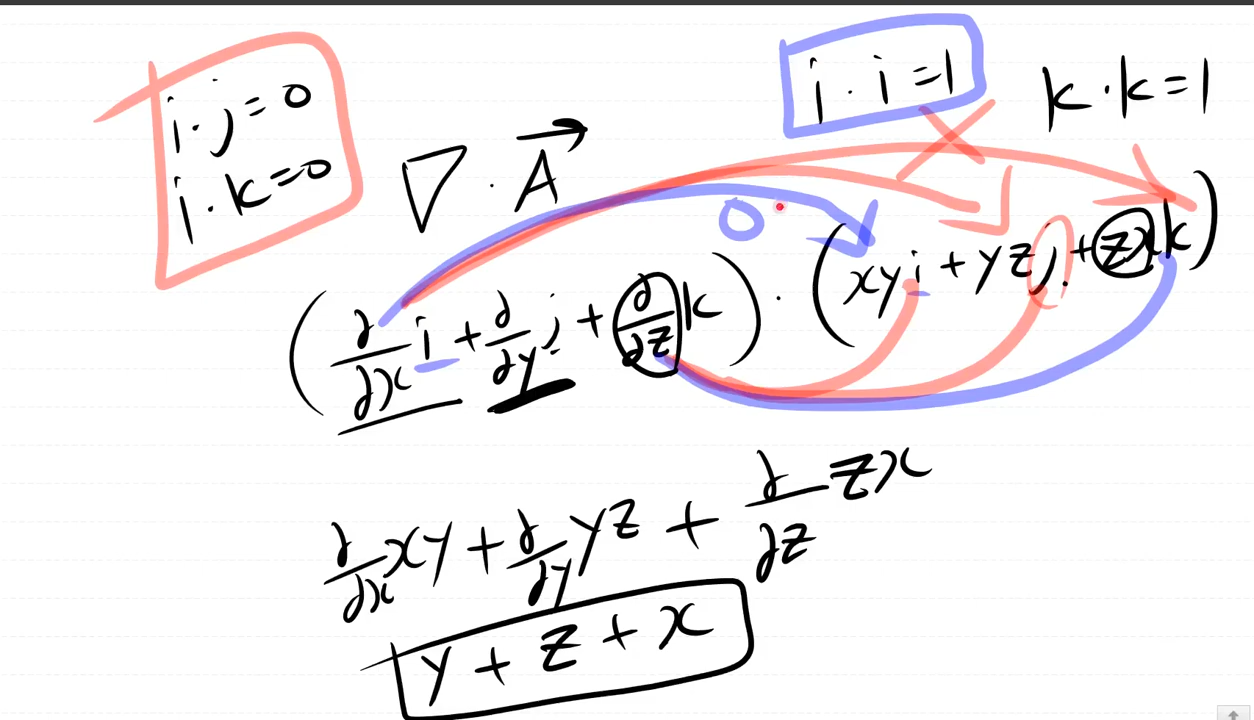 i · j = 0
i · k = 0
i · i = 1
k · k = 1
∇ · A⃗
(∂/∂x i + ∂/∂y j + ∂/∂z k) · (xy i + yz j + zx k)
0
∂/∂x xy + ∂/∂y yz + ∂/∂z zx
y + z + x